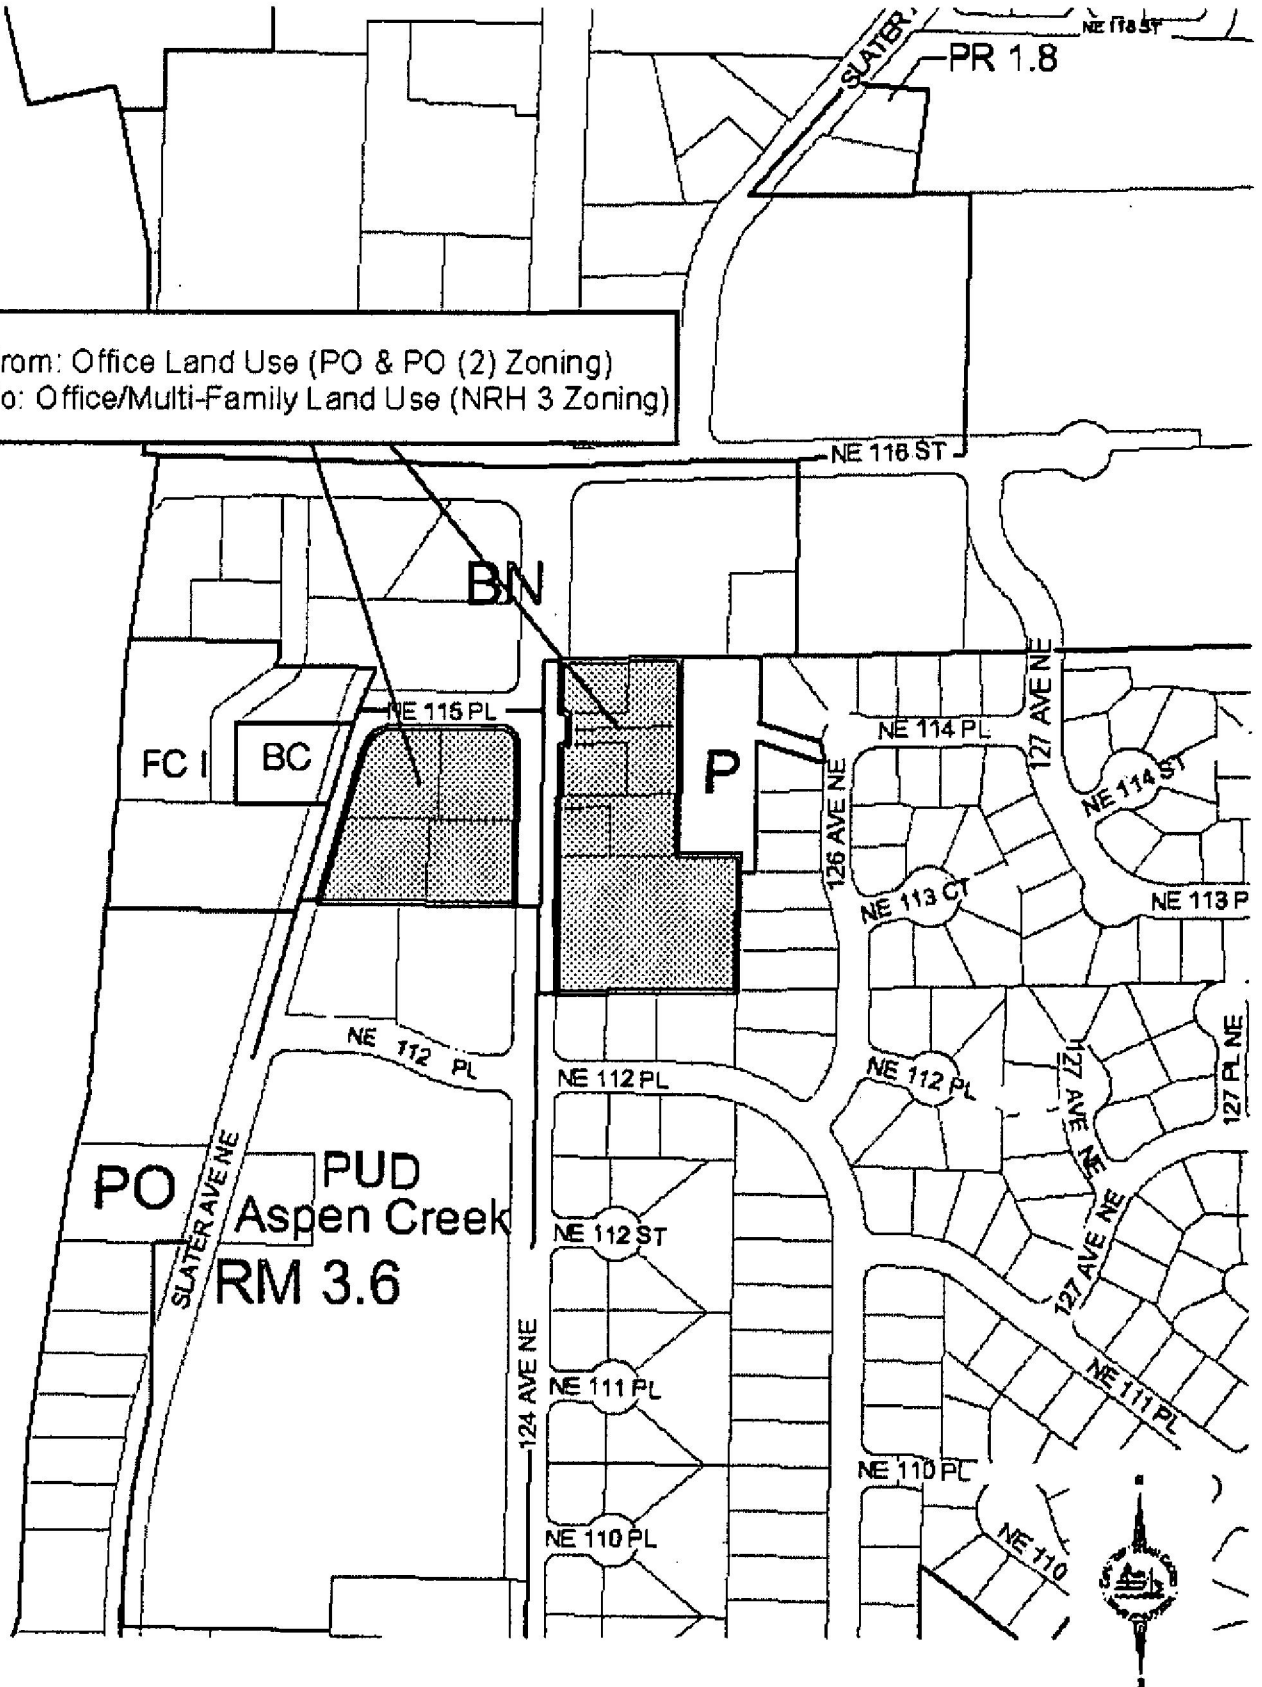 NE 118 ST
SLATER
PR 1.8
rom: Office Land Use (PO & PO (2) Zoning)
o: Office/Multi-Family Land Use (NRH 3 Zoning)
NE 116 ST
BN
127 AVE NE
NE 115 PL
NE 114 PL
FC I
BC
P
NE 114 ST
126 AVE NE
NE 113 CT
NE 113 P
NE 112 PL
NE 112 PL
NE 112 PL
127 AVE NE
127 PL NE
PO
SLATER AVE NE
PUD
Aspen Creek
RM 3.6
NE 112 ST
127 AVE NE
124 AVE NE
NE 111 PL
NE 111 PL
NE 110 PL
NE 110 PL
NE 110